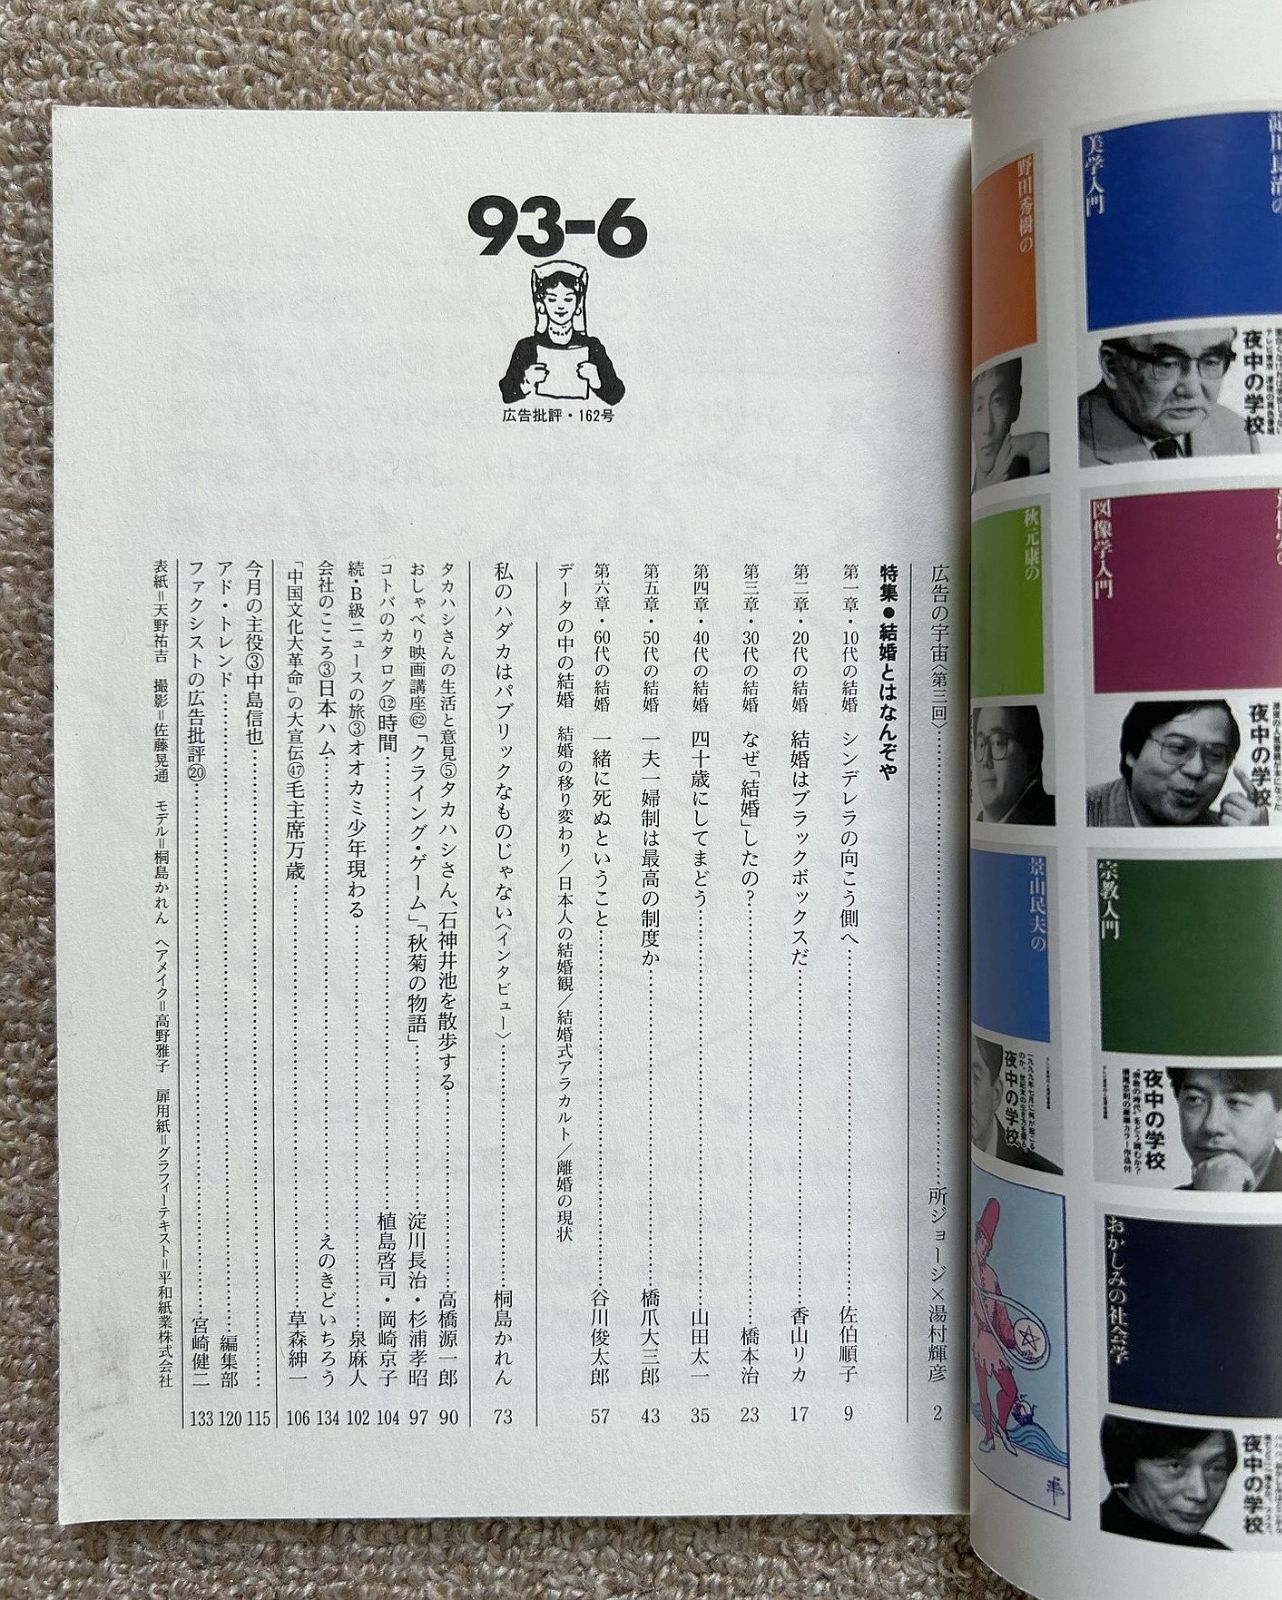 93-6
広告批評・162号
広告の宇宙〈第三回〉 所ジョージ×湯村輝彦 2
特集●結婚とはなんぞや
第一章・10代の結婚 シンデレラの向こう側へ 佐伯順子 9
第二章・20代の結婚 結婚はブラックボックスだ 香山リカ 17
第三章・30代の結婚 なぜ「結婚」したの? 橋本治 23
第四章・40代の結婚 四十歳にしてまどう 山田太一 35
第五章・50代の結婚 一夫一婦制は最高の制度か 橋爪大三郎 43
第六章・60代の結婚 一緒に死ぬということ 谷川俊太郎 57
データの中の結婚 結婚の移り変わり/日本人の結婚観/結婚式アラカルト/離婚の現状
私のハダカはパブリックなものじゃない〈インタビュー〉 桐島かれん 73
タカハシさんの生活と意見⑤タカハシさん、石神井池を散歩する 高橋源一郎 90
おしゃべり映画講座62「クライング・ゲーム」「秋菊の物語」 淀川長治・杉浦孝昭 97
コトバのカタログ⑫時間 植島啓司・岡崎京子 104
続・B級ニュースの旅③オオカミ少年現わる 泉麻人 102
会社のこころ③日本ハム えのきどいちろう 134
「中国文化大革命」の大宣伝㊼毛主席万歳 草森紳一 106
今月の主役③中島信也 115
アド・トレンド 編集部 120
ファクシストの広告批評⑳ 宮崎健二 133
表紙=天野祐吉 撮影=佐藤晃通 モデル=桐島かれん ヘアメイク=高野雅子 扉用紙=グラフィーテキスト=平和紙業株式会社
美学入門
夜中の学校
野田秀樹の
図像学入門
夜中の学校
秋元康の
宗教入門
夜中の学校
景山民夫の
夜中の学校
おかしみの社会学
夜中の学校